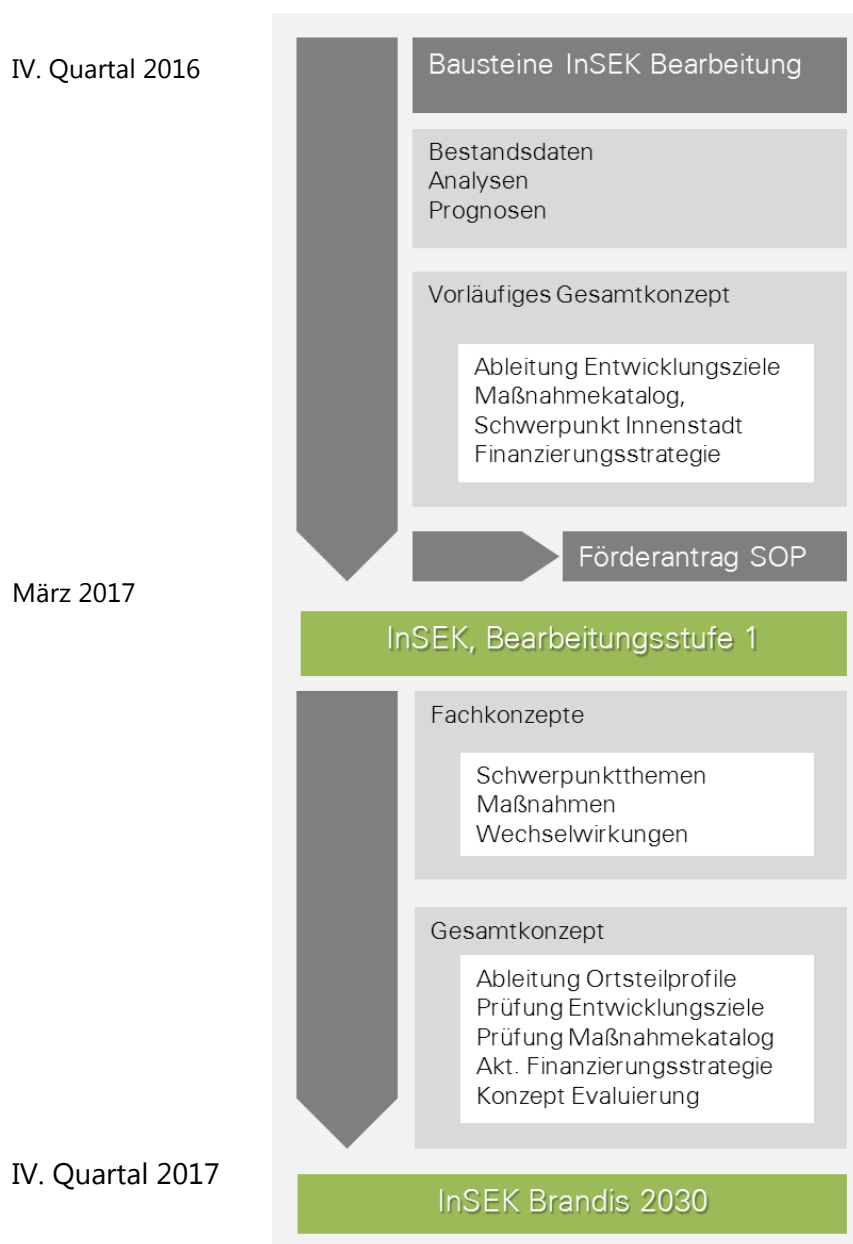 IV. Quartal 2016
Bausteine InSEK Bearbeitung
Bestandsdaten
Analysen
Prognosen
Vorläufiges Gesamtkonzept
Ableitung Entwicklungsziele
Maßnahmekatalog,
Schwerpunkt Innenstadt
Finanzierungsstrategie
Förderantrag SOP
März 2017
InSEK, Bearbeitungsstufe 1
Fachkonzepte
Schwerpunktthemen
Maßnahmen
Wechselwirkungen
Gesamtkonzept
Ableitung Ortsteilprofile
Prüfung Entwicklungsziele
Prüfung Maßnahmekatalog
Akt. Finanzierungsstrategie
Konzept Evaluierung
IV. Quartal 2017
InSEK Brandis 2030